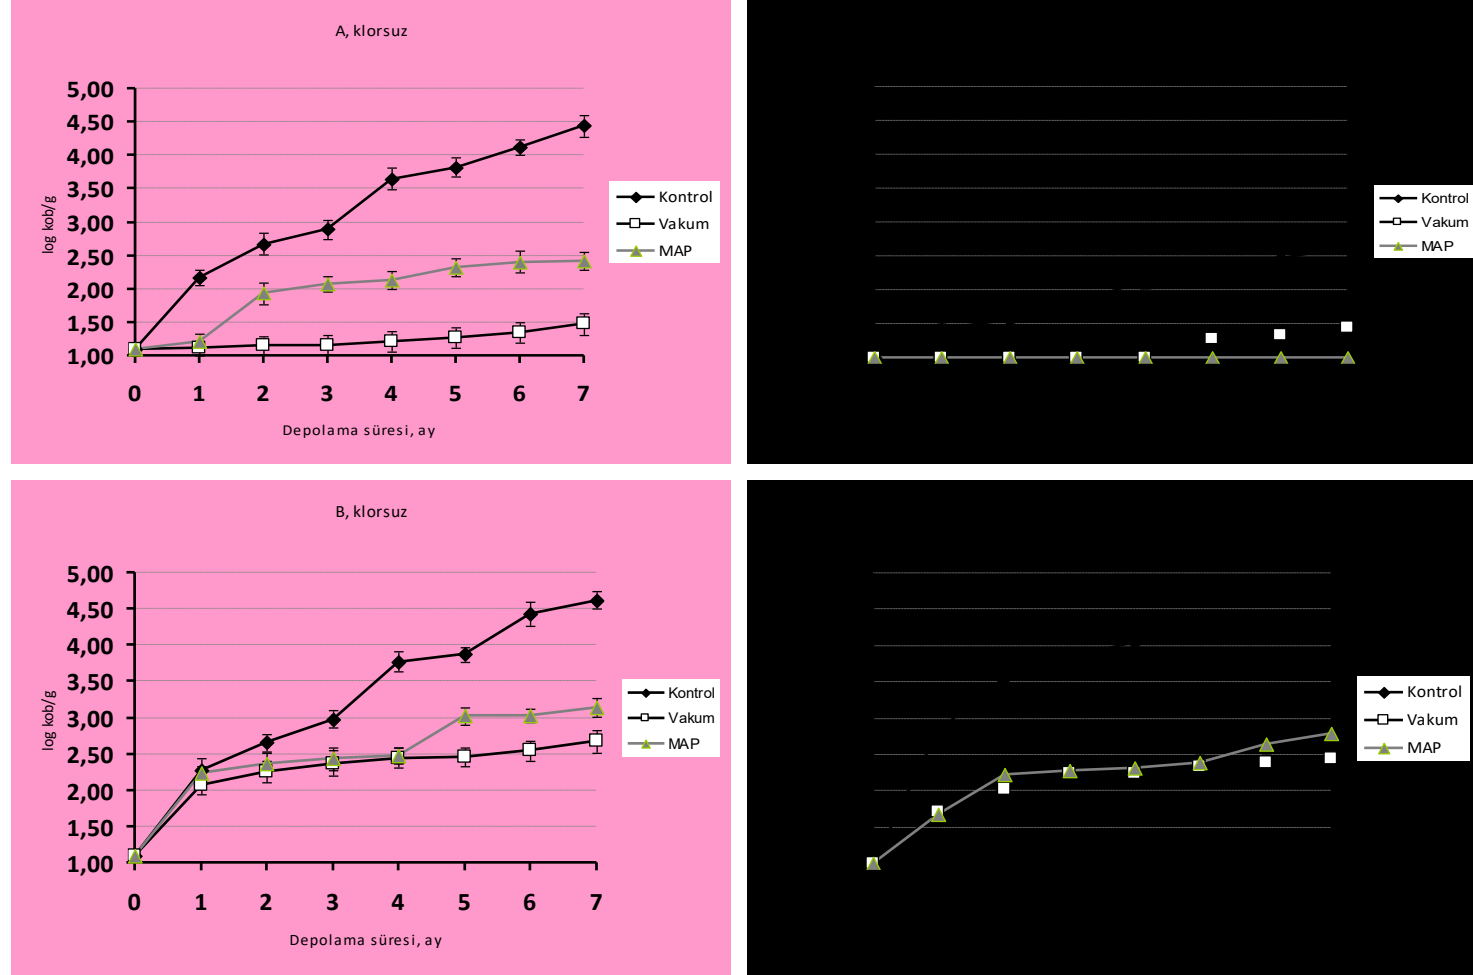 A, klorsuz
5,00
4,50
4,00
3,50
3,00
2,50
2,00
1,50
1,00
log kob/g
0 1 2 3 4 5 6 7
Depolama süresi, ay
Kontrol
Vakum
MAP
Kontrol
Vakum
MAP
B, klorsuz
5,00
4,50
4,00
3,50
3,00
2,50
2,00
1,50
1,00
log kob/g
0 1 2 3 4 5 6 7
Depolama süresi, ay
Kontrol
Vakum
MAP
Kontrol
Vakum
MAP